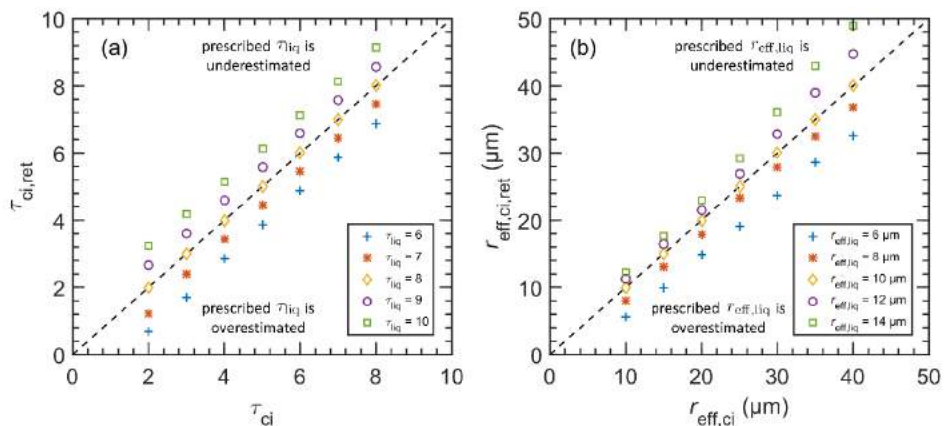 (a)
prescribed τliq is
underestimated
10
8
6
4
2
0
τci,ret
prescribed τliq is
overestimated
τliq = 6
τliq = 7
τliq = 8
τliq = 9
τliq = 10
0 2 4 6 8 10
τci
(b)
prescribed reff,liq is
underestimated
50
40
30
20
10
0
reff,ci,ret (μm)
prescribed reff,liq is
overestimated
reff,liq = 6 μm
reff,liq = 8 μm
reff,liq = 10 μm
reff,liq = 12 μm
reff,liq = 14 μm
0 10 20 30 40 50
reff,ci (μm)